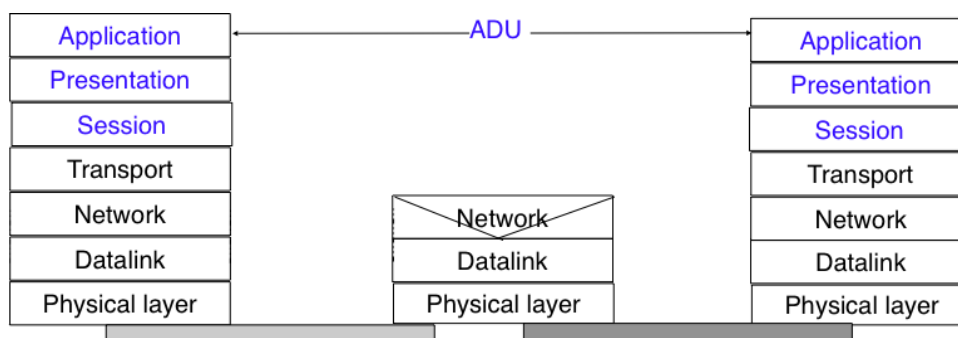 ADU
Application
Presentation
Session
Transport
Network
Datalink
Physical layer
Network
Datalink
Physical layer
Application
Presentation
Session
Transport
Network
Datalink
Physical layer